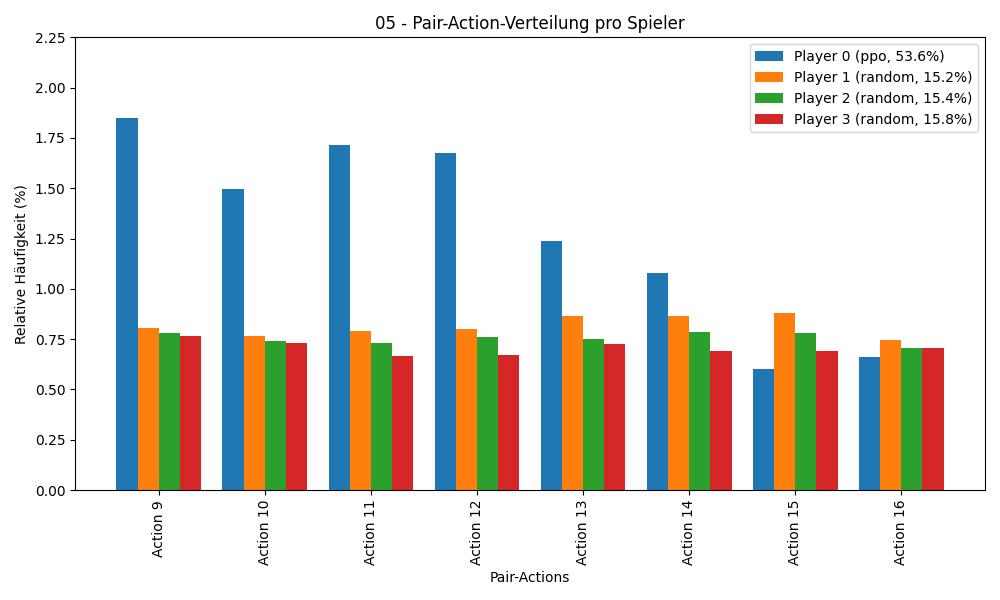 05 - Pair-Action-Verteilung pro Spieler
Player 0 (ppo, 53.6%)
Player 1 (random, 15.2%)
Player 2 (random, 15.4%)
Player 3 (random, 15.8%)
Relative Häufigkeit (%)
2.25
2.00
1.75
1.50
1.25
1.00
0.75
0.50
0.25
0.00
Action 9
Action 10
Action 11
Action 12
Action 13
Action 14
Action 15
Action 16
Pair-Actions